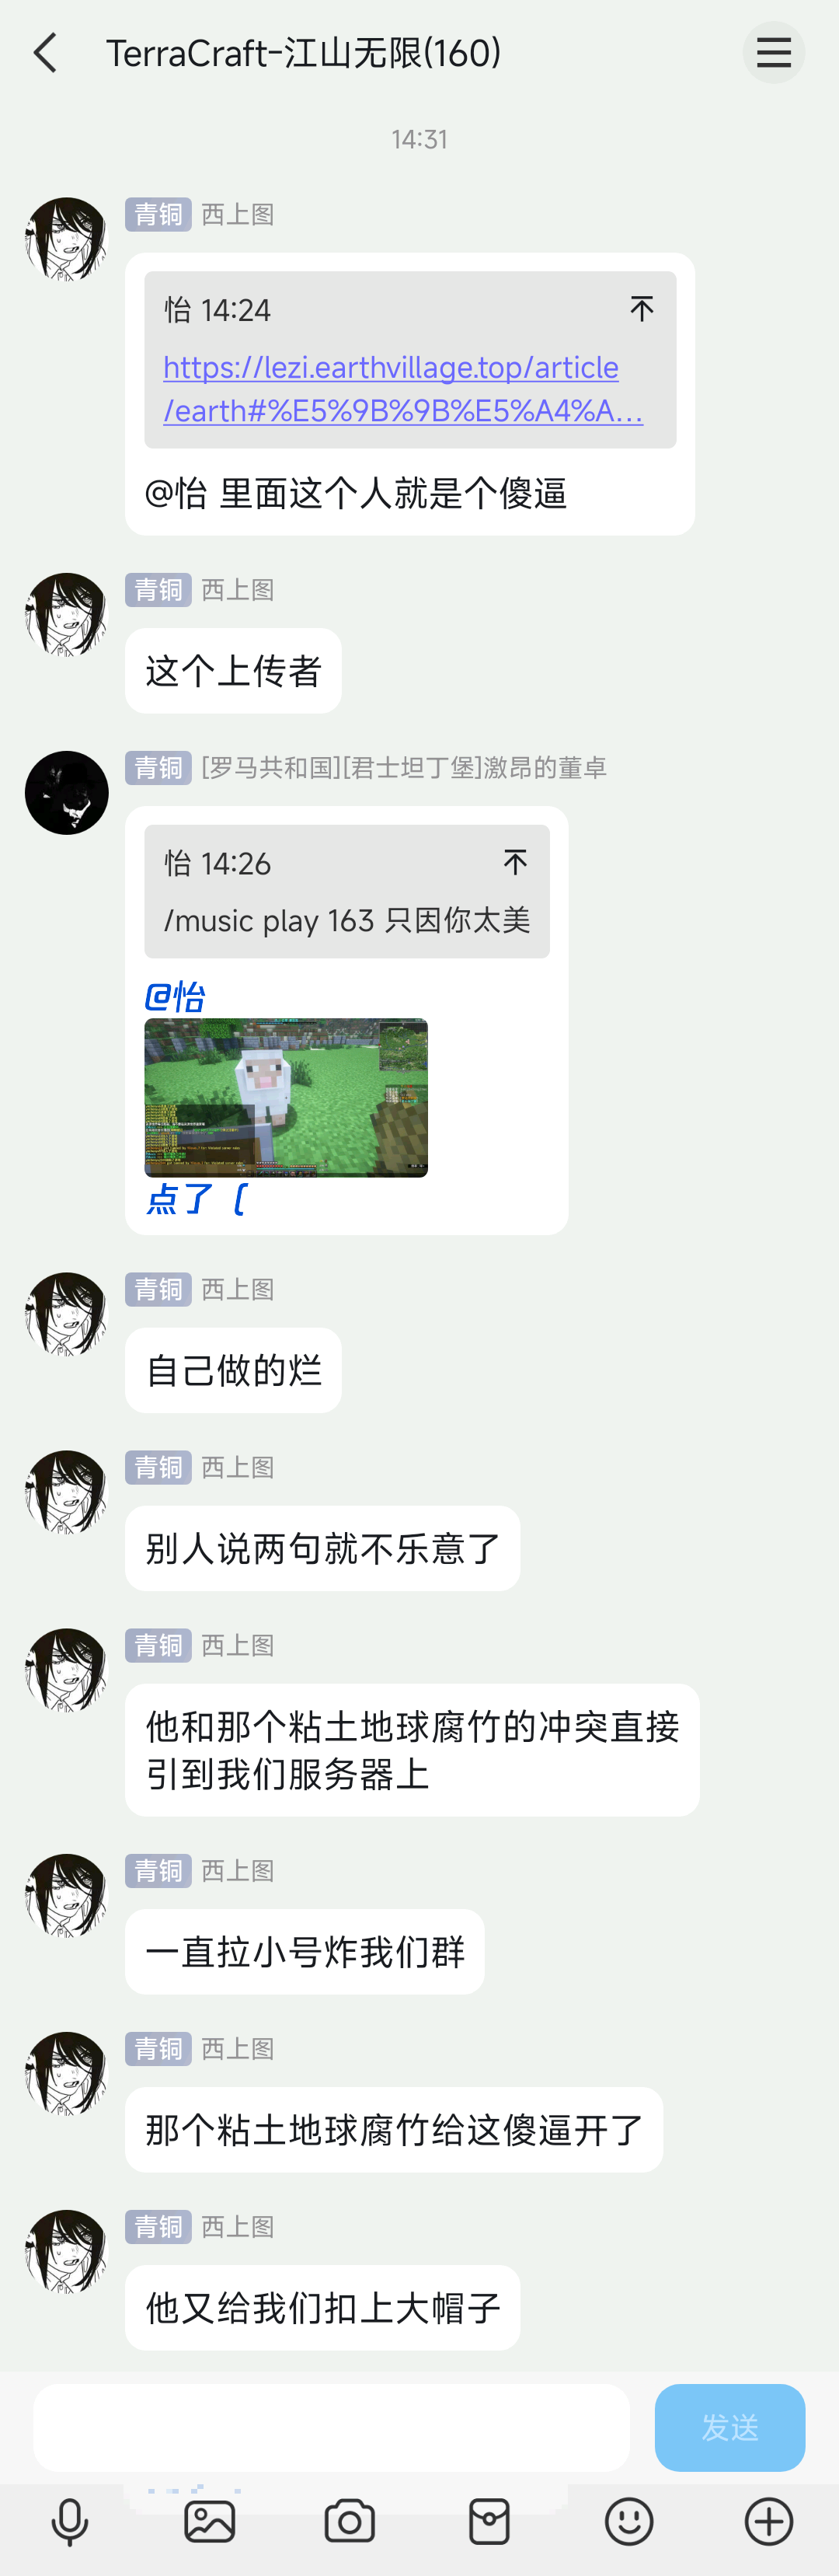 TerraCraft-江山无限(160)
14:31
青铜 西上图
怡 14:24
https://lezi.earthvillage.top/article
/earth#%E5%9B%9B%E5%A4%A...
@怡 里面这个人就是个傻逼
青铜 西上图
这个上传者
青铜 [罗马共和国][君士坦丁堡]激昂的董卓
怡 14:26
/music play 163 只因你太美
@怡
点了（
青铜 西上图
自己做的烂
青铜 西上图
别人说两句就不乐意了
青铜 西上图
他和那个粘土地球腐竹的冲突直接
引到我们服务器上
青铜 西上图
一直拉小号炸我们群
青铜 西上图
那个粘土地球腐竹给这傻逼开了
青铜 西上图
他又给我们扣上大帽子
发送